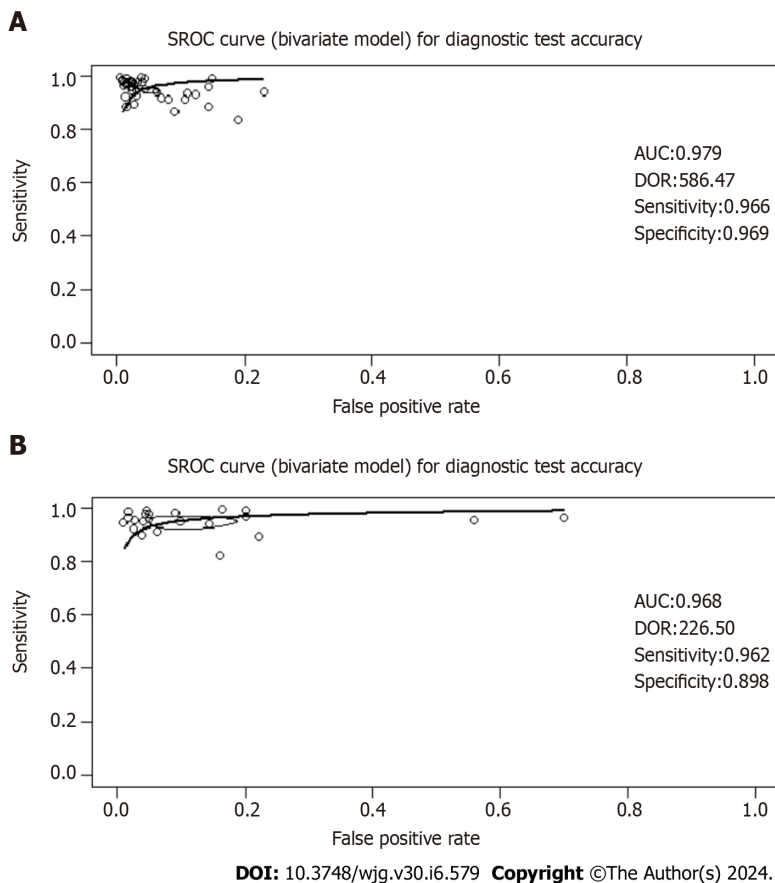 A
SROC curve (bivariate model) for diagnostic test accuracy
1.0
0.8
0.6
0.4
0.2
0.0
Sensitivity
AUC:0.979
DOR:586.47
Sensitivity:0.966
Specificity:0.969
0.0 0.2 0.4 0.6 0.8 1.0
False positive rate
B
SROC curve (bivariate model) for diagnostic test accuracy
1.0
0.8
0.6
0.4
0.2
0.0
Sensitivity
AUC:0.968
DOR:226.50
Sensitivity:0.962
Specificity:0.898
0.0 0.2 0.4 0.6 0.8 1.0
False positive rate
DOI: 10.3748/wjg.v30.i6.579 Copyright ©The Author(s) 2024.